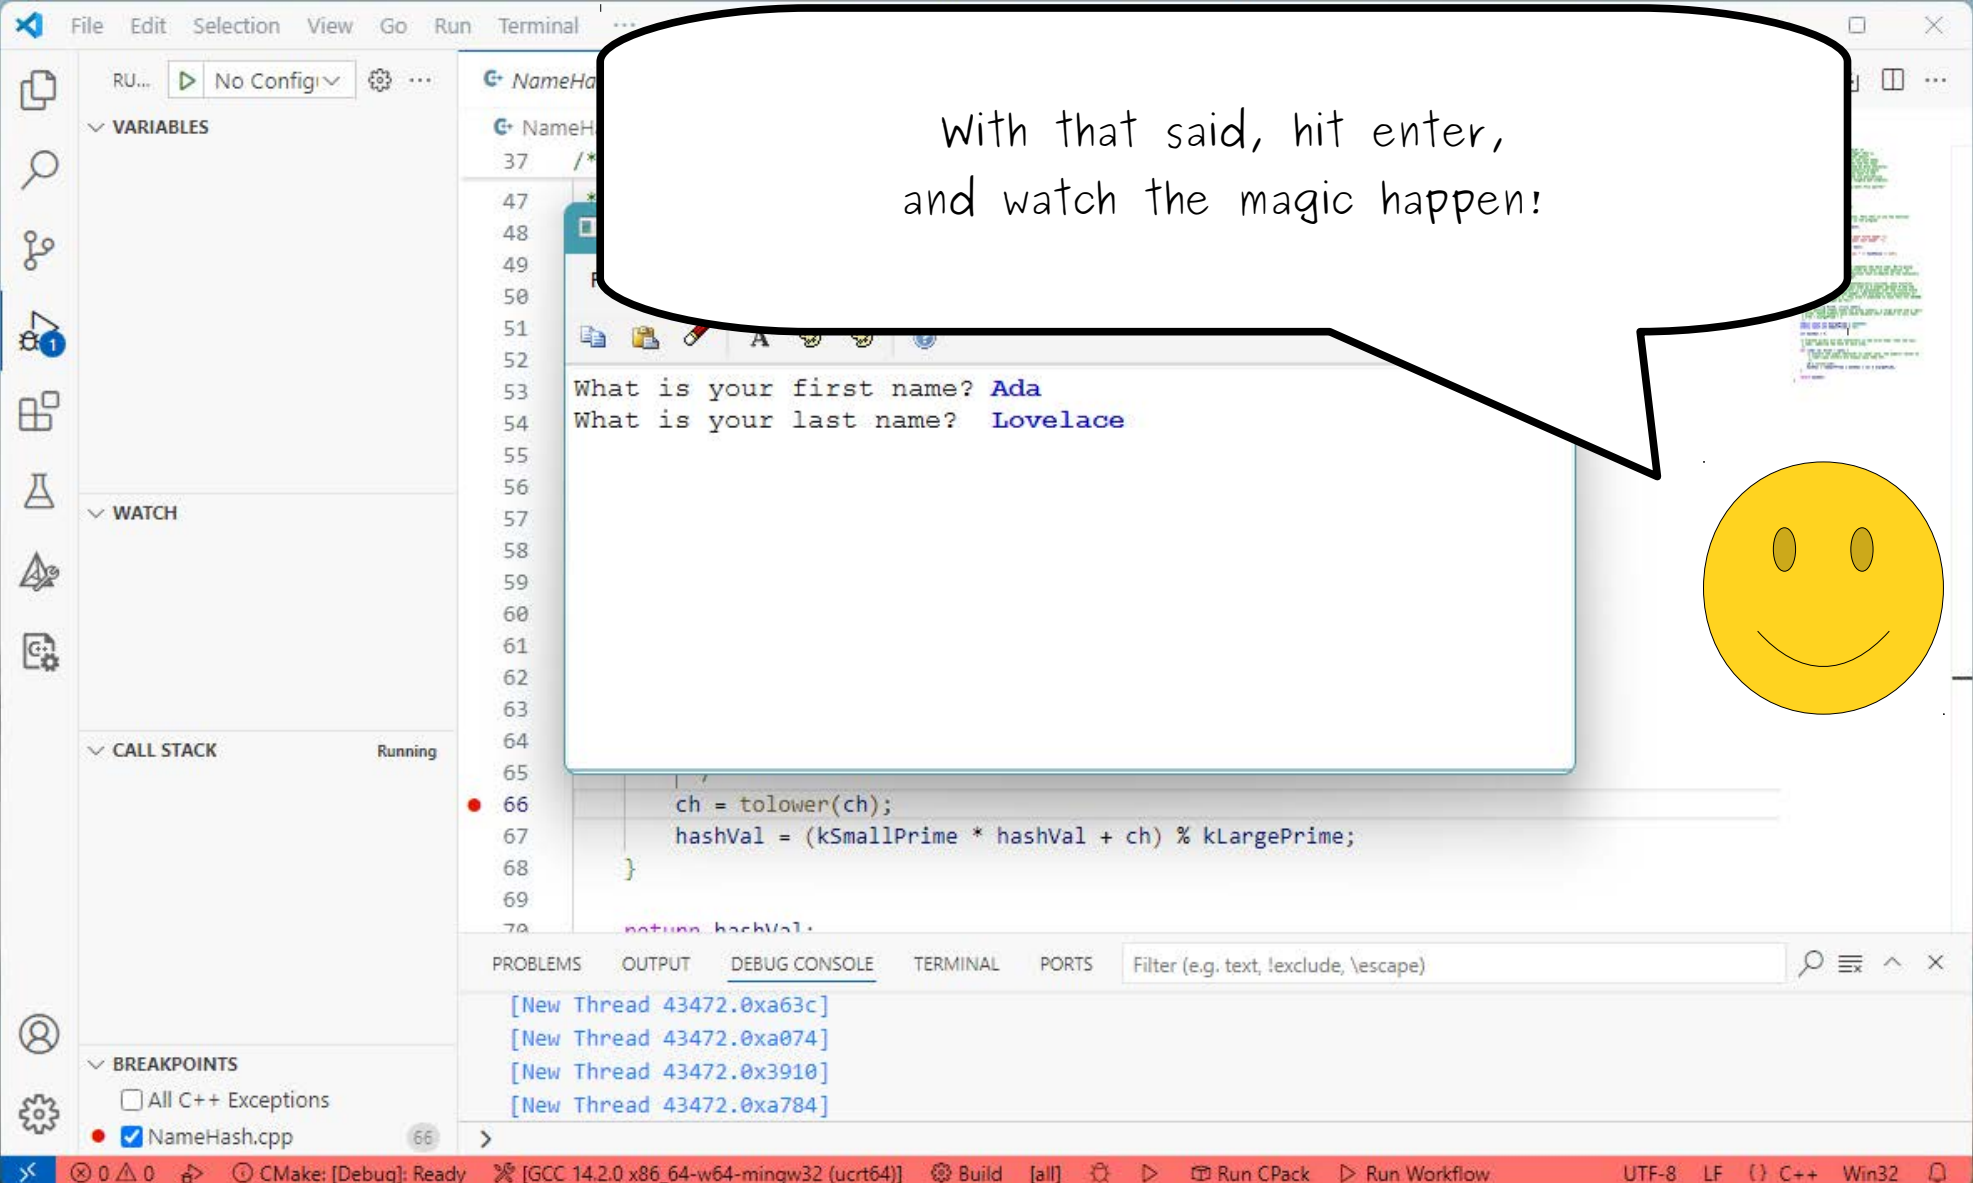 File Edit Selection View Go Run Terminal ...
With that said, hit enter,
and watch the magic happen!
RU... No Config
VARIABLES
WATCH
CALL STACK Running
BREAKPOINTS
All C++ Exceptions
NameHash.cpp 66
NameHa
NameH
37 /*
47 *
48
49
50
51
52
53
54
55
56
57
58
59
60
61
62
63
64
65
66 ch = tolower(ch);
67 hashVal = (kSmallPrime * hashVal + ch) % kLargePrime;
68 }
69
70 return hashVal;
What is your first name? Ada
What is your last name? Lovelace
PROBLEMS OUTPUT DEBUG CONSOLE TERMINAL PORTS Filter (e.g. text, !exclude, \escape)
[New Thread 43472.0xa63c]
[New Thread 43472.0xa074]
[New Thread 43472.0x3910]
[New Thread 43472.0xa784]
>
0 0 CMake: [Debug]: Ready [GCC 14.2.0 x86_64-w64-mingw32 (ucrt64)] Build [all] Run CPack Run Workflow UTF-8 LF {} C++ Win32